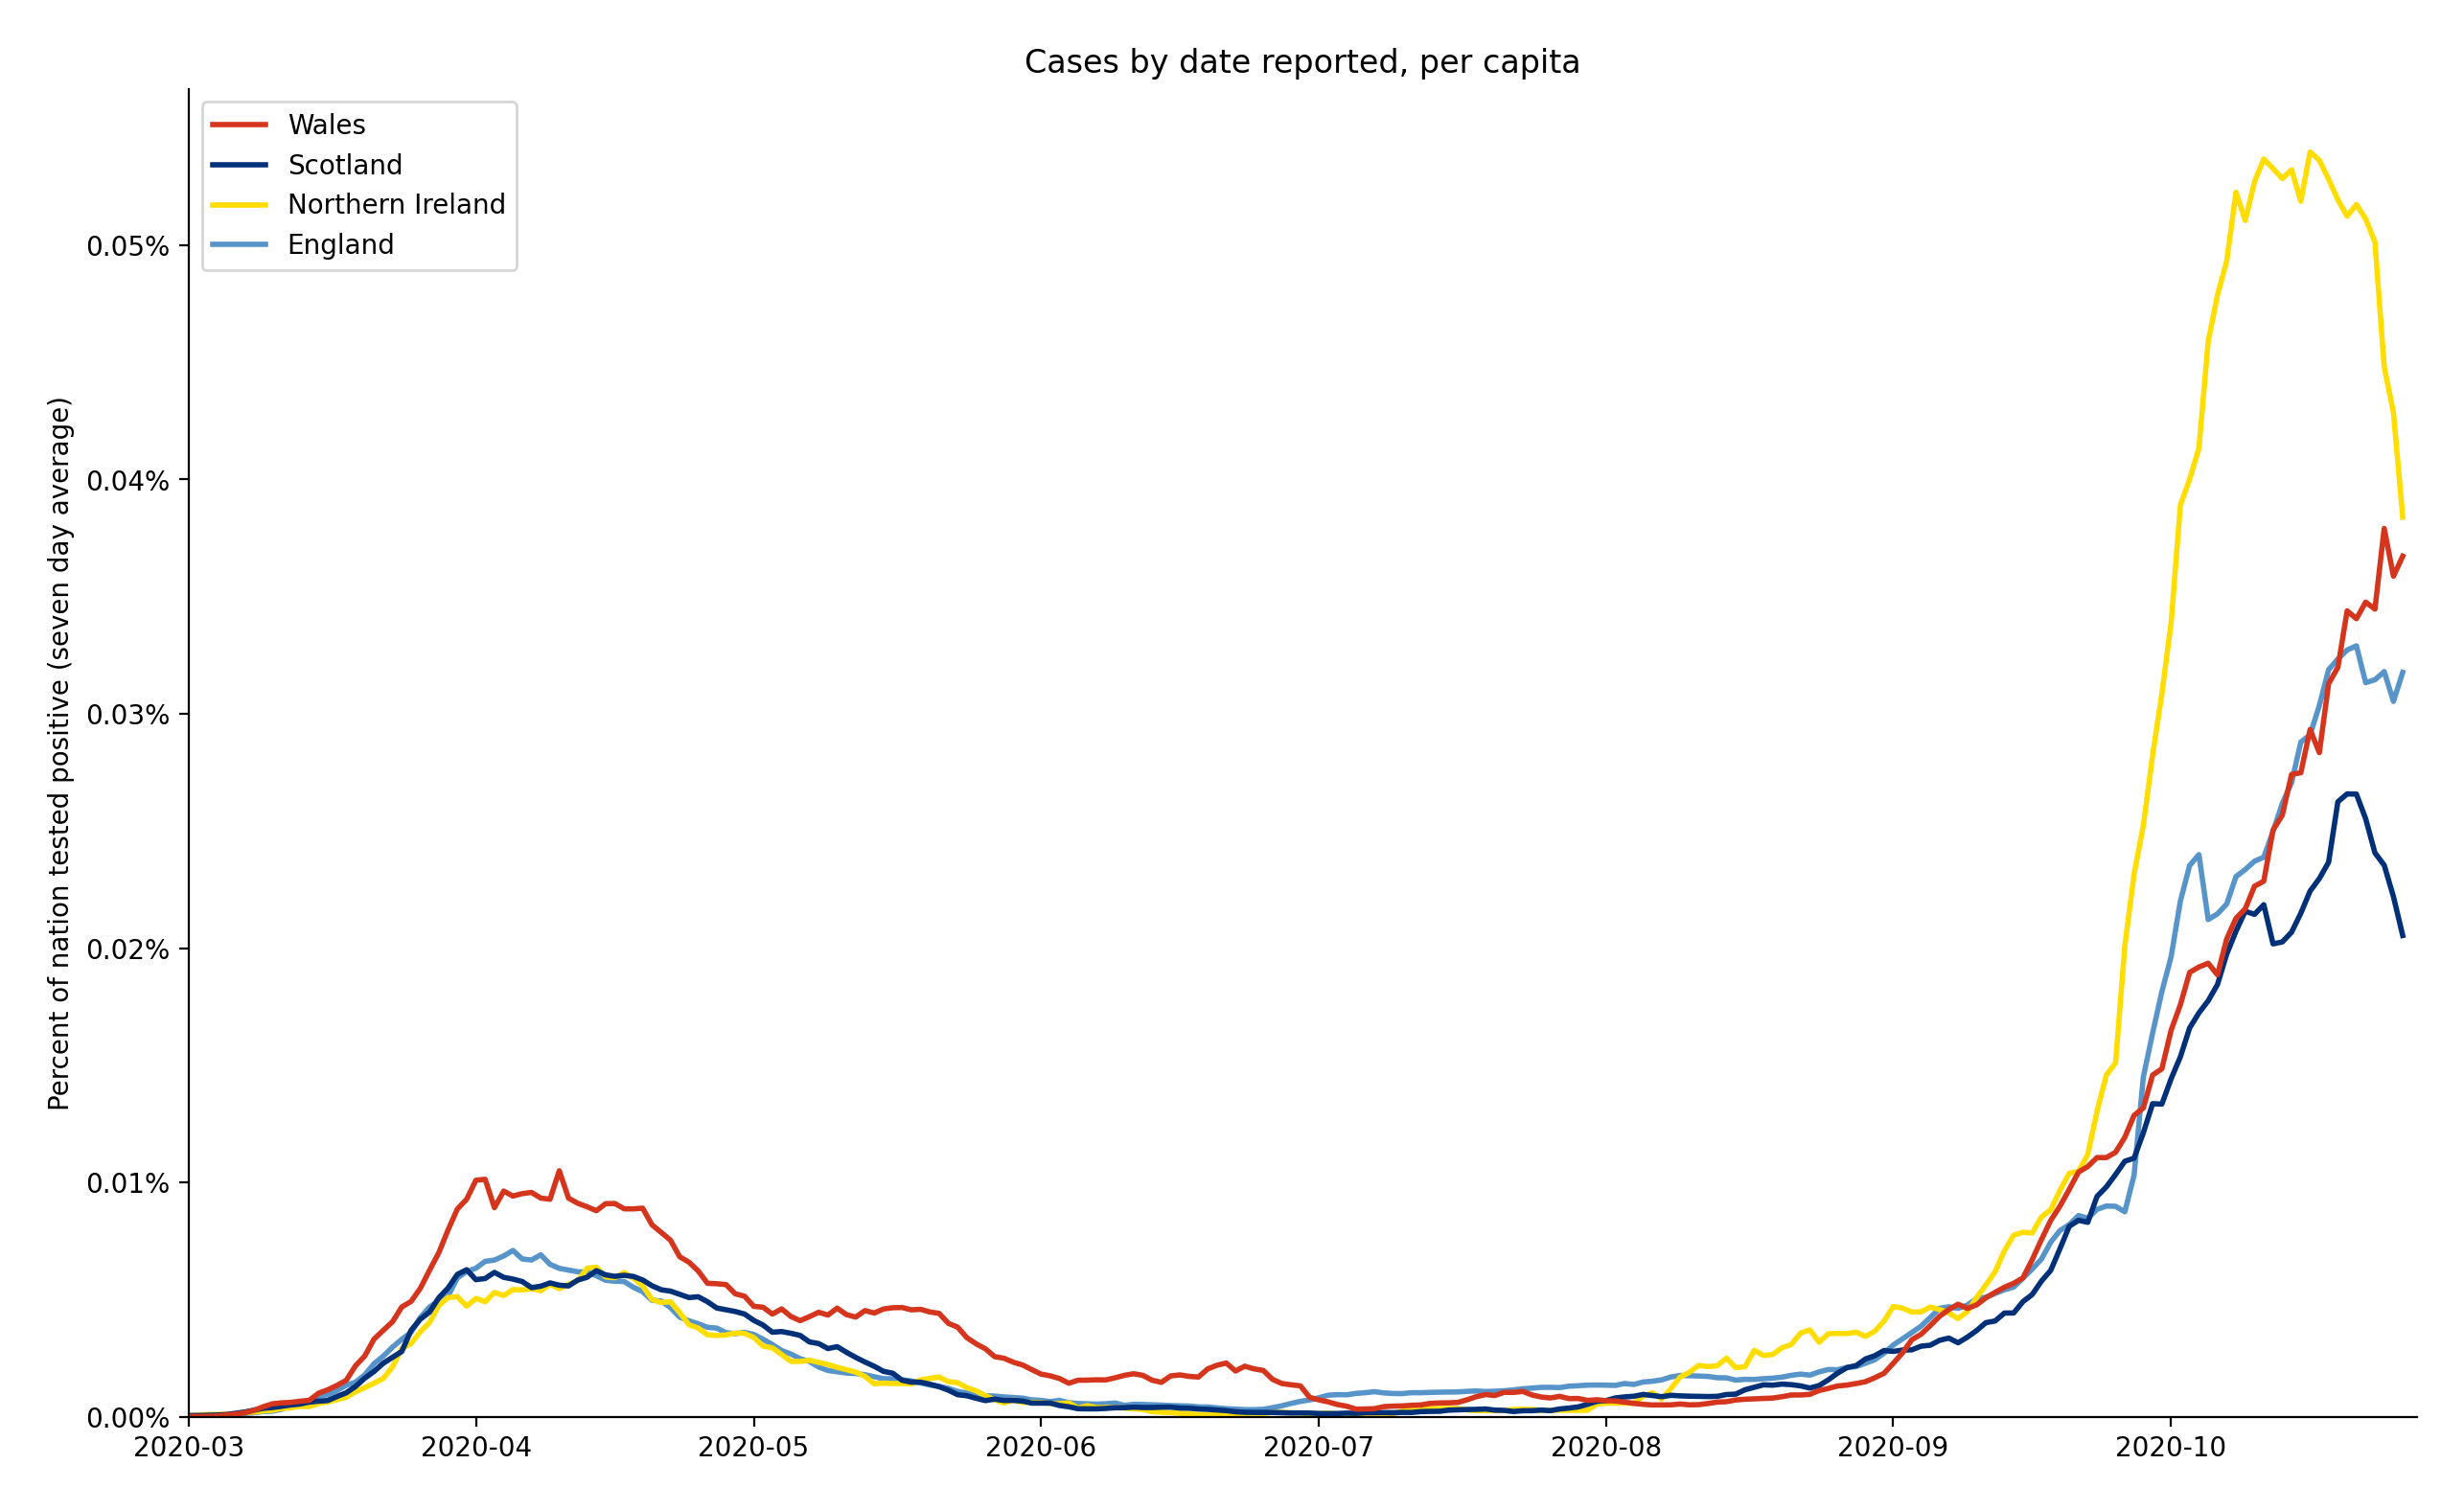 Cases by date reported, per capita
Wales
Scotland
Northern Ireland
England
Percent of nation tested positive (seven day average)
0.05%
0.04%
0.03%
0.02%
0.01%
0.00%
2020-03 2020-04 2020-05 2020-06 2020-07 2020-08 2020-09 2020-10